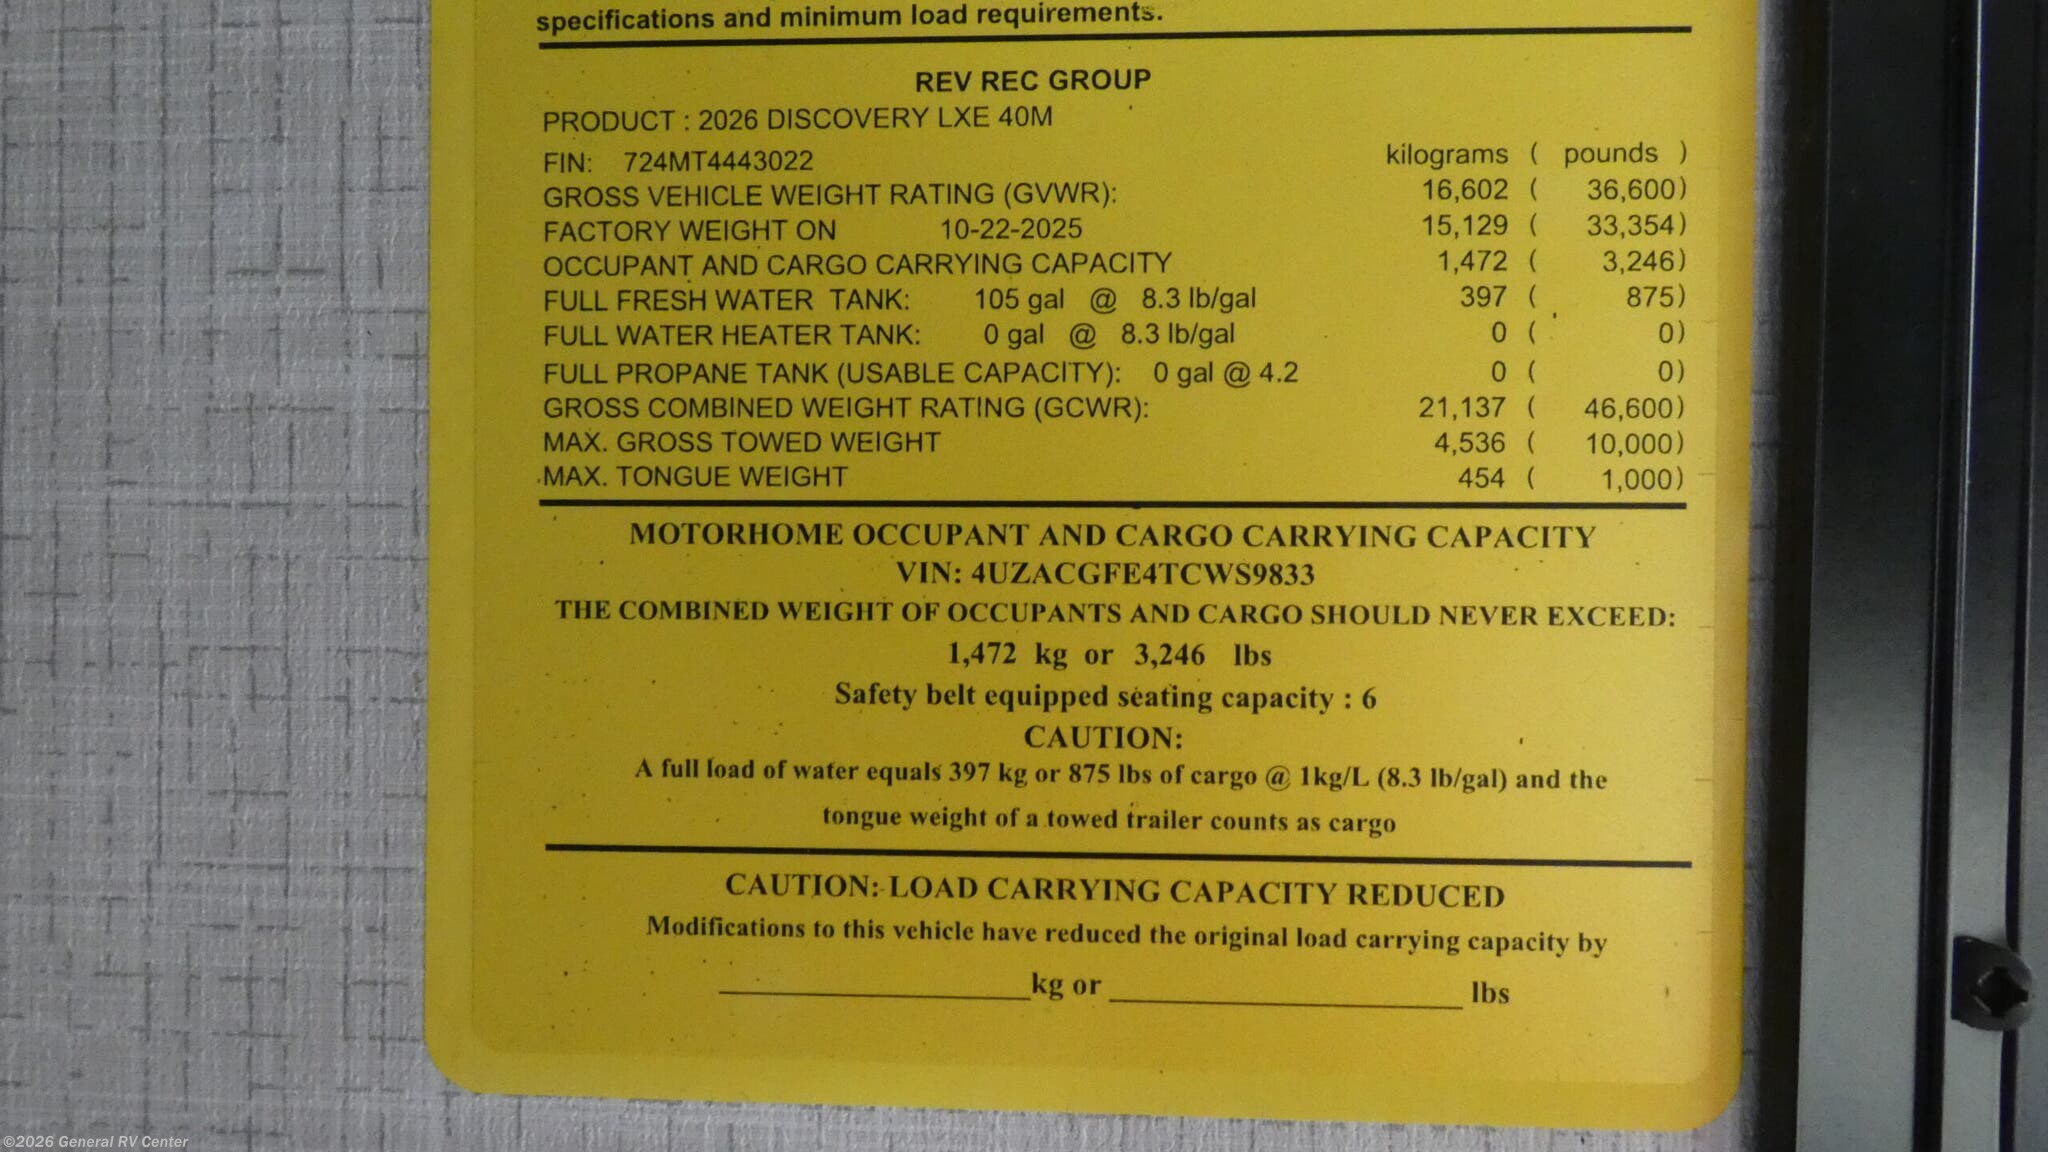 specifications and minimum load requirements.
REV REC GROUP
PRODUCT : 2026 DISCOVERY LXE 40M
FIN: 724MT4443022 kilograms ( pounds )
GROSS VEHICLE WEIGHT RATING (GVWR): 16,602 ( 36,600)
FACTORY WEIGHT ON 10-22-2025 15,129 ( 33,354)
OCCUPANT AND CARGO CARRYING CAPACITY 1,472 ( 3,246)
FULL FRESH WATER TANK: 105 gal @ 8.3 lb/gal 397 ( 875)
FULL WATER HEATER TANK: 0 gal @ 8.3 lb/gal 0 ( 0)
FULL PROPANE TANK (USABLE CAPACITY): 0 gal @ 4.2 0 ( 0)
GROSS COMBINED WEIGHT RATING (GCWR): 21,137 ( 46,600)
MAX. GROSS TOWED WEIGHT 4,536 ( 10,000)
MAX. TONGUE WEIGHT 454 ( 1,000)
MOTORHOME OCCUPANT AND CARGO CARRYING CAPACITY
VIN: 4UZACGFE4TCWS9833
THE COMBINED WEIGHT OF OCCUPANTS AND CARGO SHOULD NEVER EXCEED:
1,472 kg or 3,246 lbs
Safety belt equipped seating capacity : 6
CAUTION:
A full load of water equals 397 kg or 875 lbs of cargo @ 1kg/L (8.3 lb/gal) and the
tongue weight of a towed trailer counts as cargo
CAUTION: LOAD CARRYING CAPACITY REDUCED
Modifications to this vehicle have reduced the original load carrying capacity by
____________kg or ____________ lbs
©2026 General RV Center